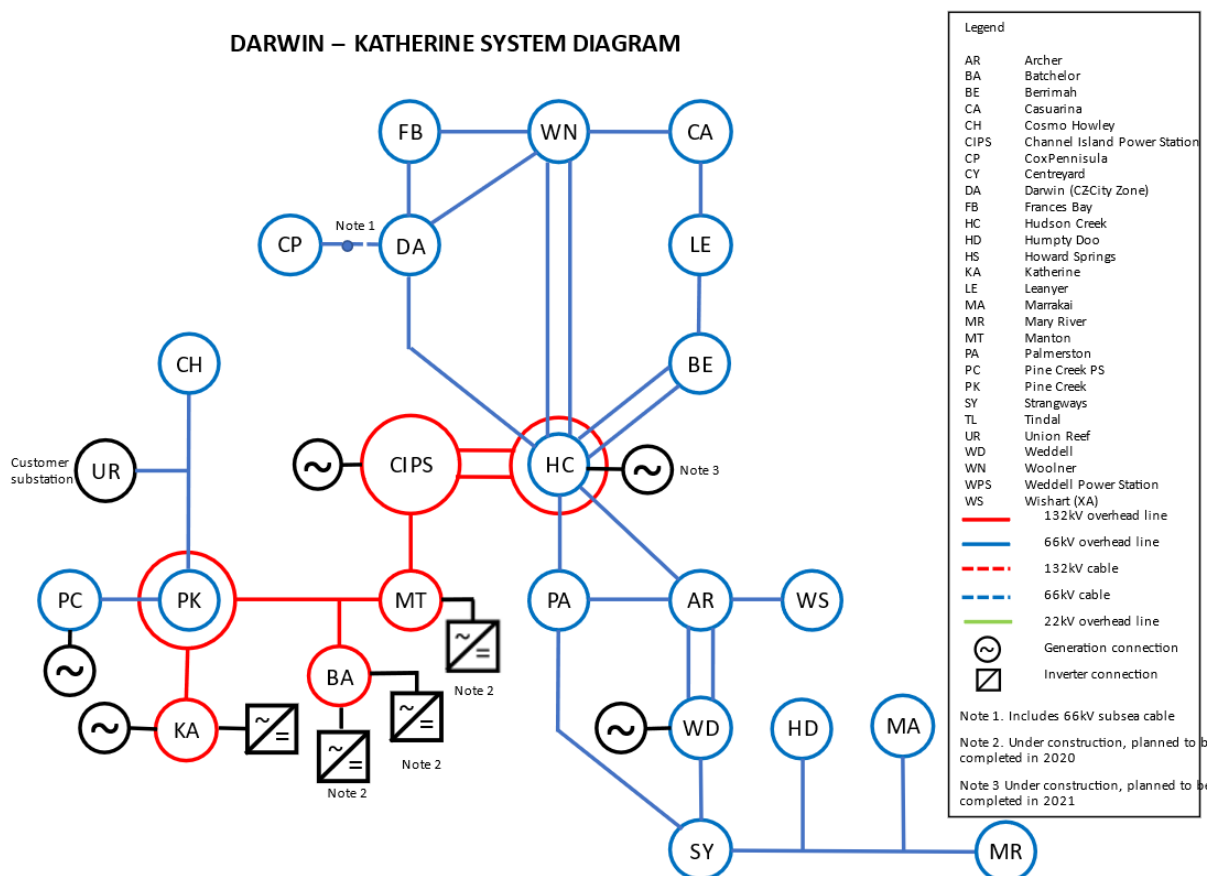 DARWIN – KATHERINE SYSTEM DIAGRAM
FB
WN
CA
Note 1
CP
DA
LE
CH
BE
Customer
substation
UR
CIPS
HC
Note 3
PC
PK
MT
PA
AR
WS
~
=
Note 2
BA
~
=
Note 2
KA
~
=
~
=
Note 2
WD
HD
MA
SY
MR
Legend
AR Archer
BA Batchelor
BE Berrimah
CA Casuarina
CH Cosmo Howley
CIPS Channel Island Power Station
CP CoxPennisula
CY Centreyard
DA Darwin (CZ-City Zone)
FB Frances Bay
HC Hudson Creek
HD Humpty Doo
HS Howard Springs
KA Katherine
LE Leanyer
MA Marrakai
MR Mary River
MT Manton
PA Palmerston
PC Pine Creek PS
PK Pine Creek
SY Strangways
TL Tindal
UR Union Reef
WD Weddell
WN Woolner
WPS Weddell Power Station
WS Wishart (XA)
132kV overhead line
66kV overhead line
132kV cable
66kV cable
22kV overhead line
Generation connection
Inverter connection
Note 1. Includes 66kV subsea cable
Note 2. Under construction, planned to be
completed in 2020
Note 3 Under construction, planned to be
completed in 2021